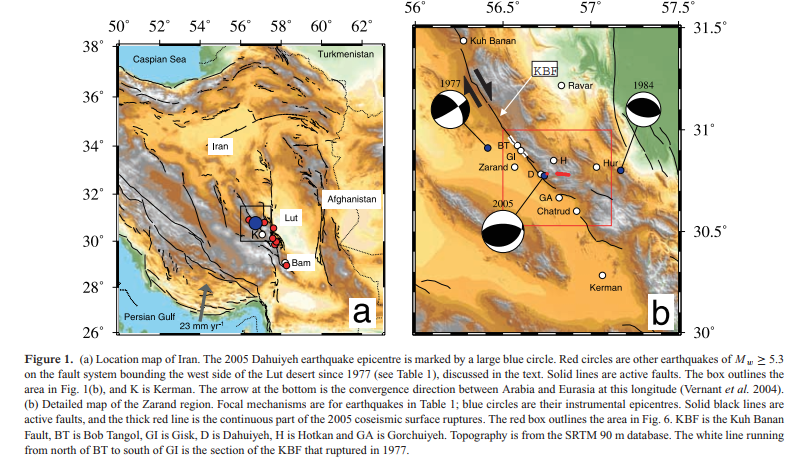 50° 52° 54° 56° 58° 60° 62°
38°
36°
34°
32°
30°
28°
26°
Caspian Sea
Turkmenistan
Iran
Afghanistan
Lut
K
Bam
Persian Gulf
23 mm yr⁻¹
a
56° 56.5° 57° 57.5°
31.5°
31°
30.5°
30°
Kuh Banan
KBF
1977
Ravar
1984
BT
GI
Zarand
H
Hur
D
GA
2005
Chatrud
Kerman
b
Figure 1. (a) Location map of Iran. The 2005 Dahuiyeh earthquake epicentre is marked by a large blue circle. Red circles are other earthquakes of Mw ≥ 5.3
on the fault system bounding the west side of the Lut desert since 1977 (see Table 1), discussed in the text. Solid lines are active faults. The box outlines the
area in Fig. 1(b), and K is Kerman. The arrow at the bottom is the convergence direction between Arabia and Eurasia at this longitude (Vernant et al. 2004).
(b) Detailed map of the Zarand region. Focal mechanisms are for earthquakes in Table 1; blue circles are their instrumental epicentres. Solid black lines are
active faults, and the thick red line is the continuous part of the 2005 coseismic surface ruptures. The red box outlines the area in Fig. 6. KBF is the Kuh Banan
Fault, BT is Bob Tangol, GI is Gisk, D is Dahuiyeh, H is Hotkan and GA is Gorchuiyeh. Topography is from the SRTM 90 m database. The white line running
from north of BT to south of GI is the section of the KBF that ruptured in 1977.